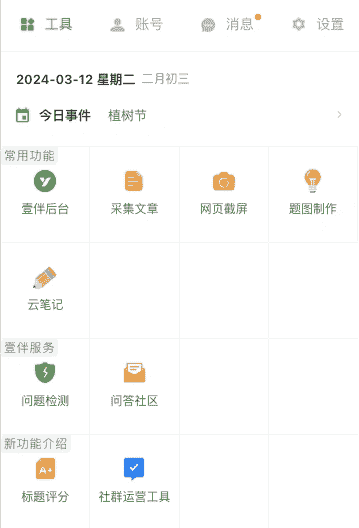 工具 账号 消息 设置
2024-03-12 星期二 二月初三
今日事件 植树节
常用功能
壹伴后台 采集文章 网页截屏 题图制作
云笔记
壹伴服务
问题检测 问答社区
新功能介绍
A+
标题评分 社群运营工具